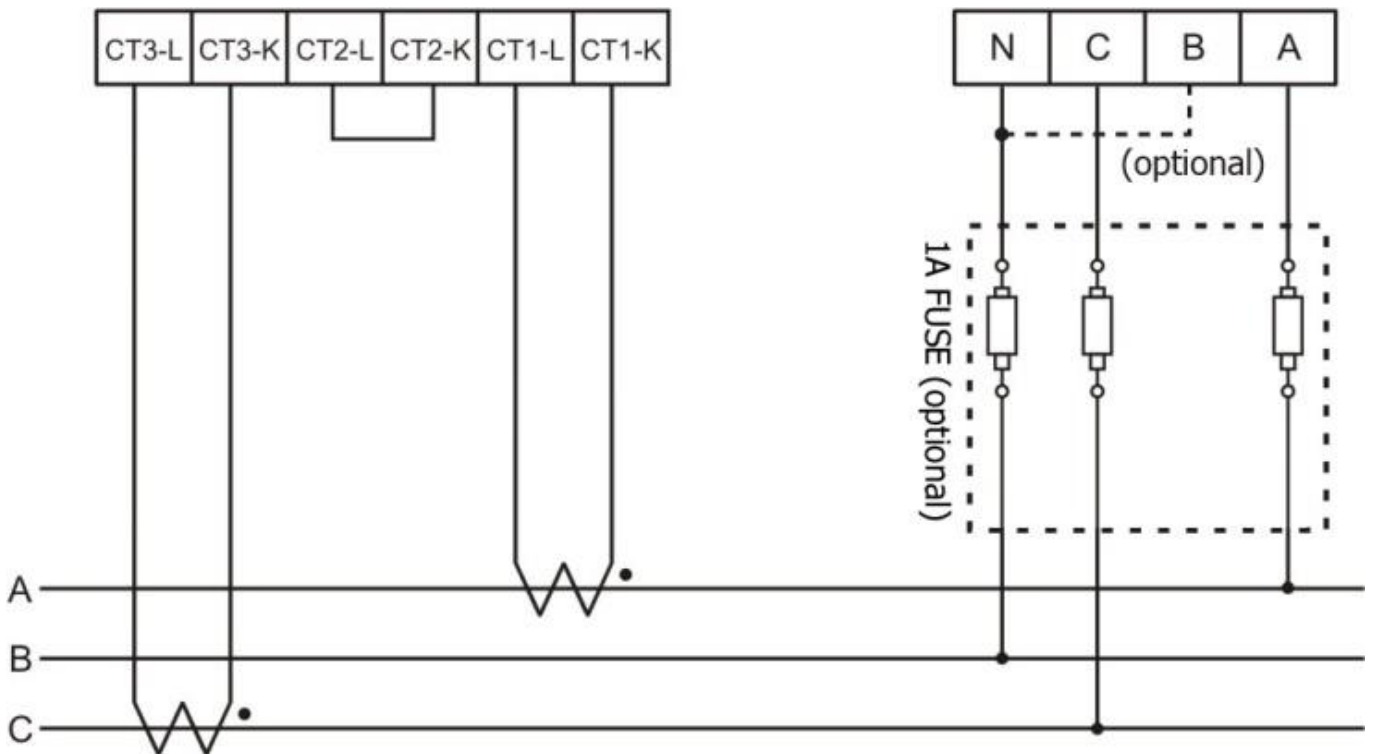 CT3-L CT3-K CT2-L CT2-K CT1-L CT1-K
N C B A
(optional)
1A FUSE (optional)
A
B
C